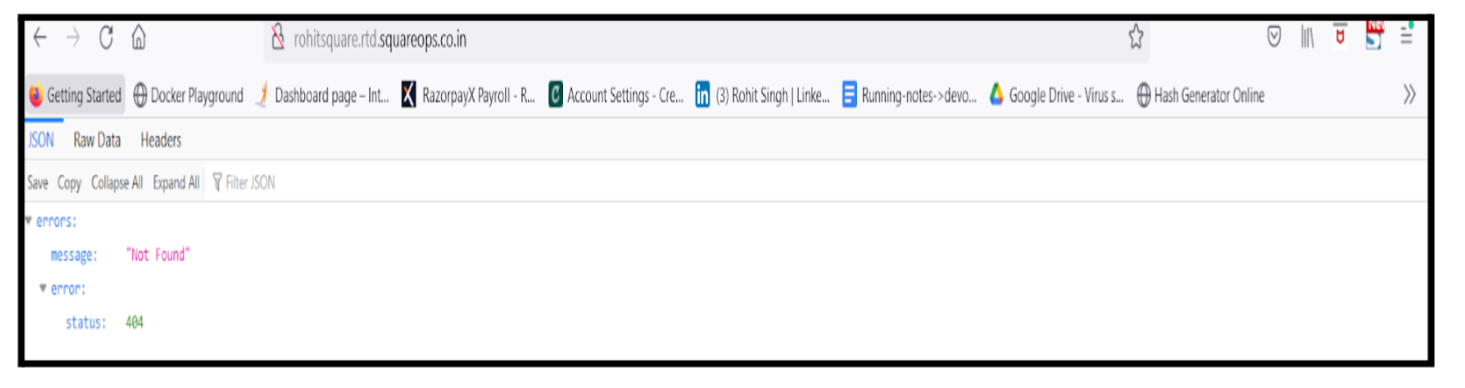 rohitsquare.rtd.squareops.co.in
Getting Started Docker Playground Dashboard page – Int... RazorpayX Payroll - R... Account Settings - Cre... (3) Rohit Singh | Linke... Running-notes->devo... Google Drive - Virus s... Hash Generator Online
JSON Raw Data Headers
Save Copy Collapse All Expand All Filter JSON
errors:
message: "Not Found"
error:
status: 404